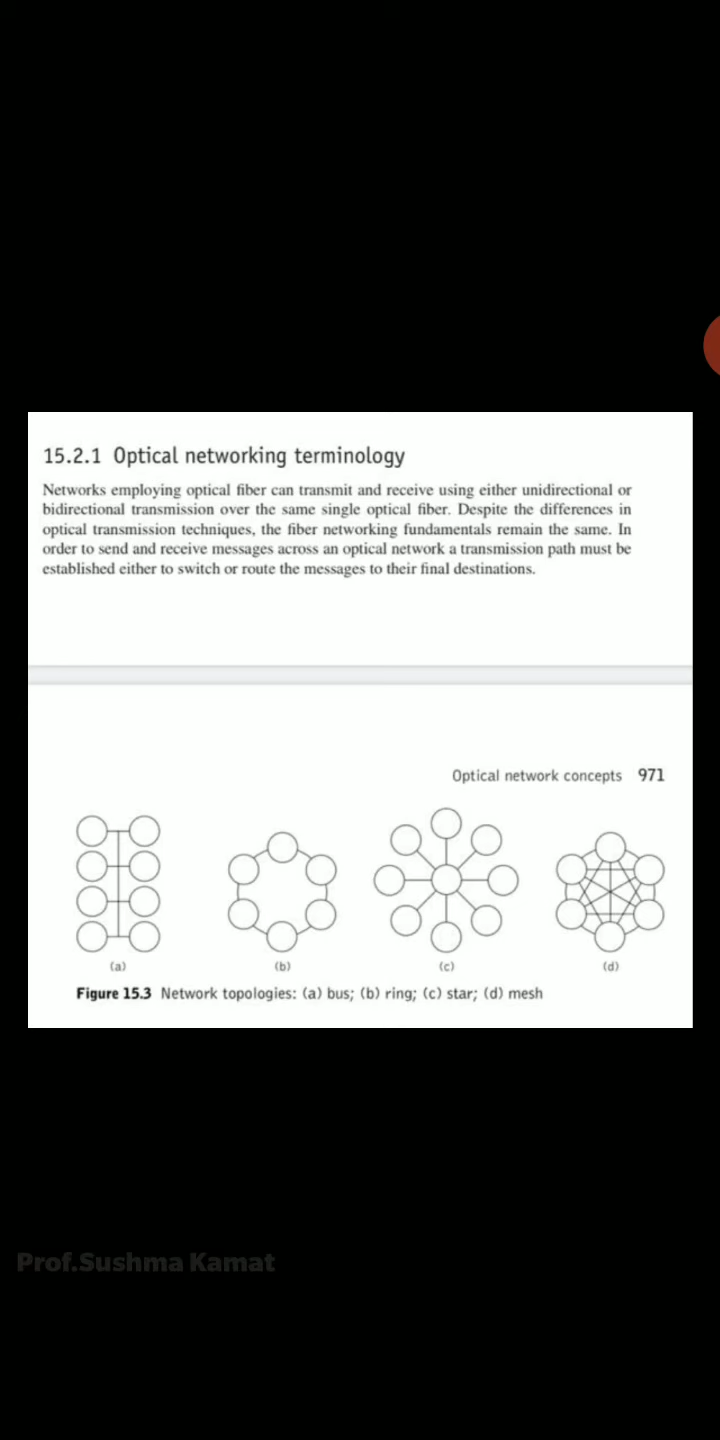 15.2.1 Optical networking terminology
Networks employing optical fiber can transmit and receive using either unidirectional or
bidirectional transmission over the same single optical fiber. Despite the differences in
optical transmission techniques, the fiber networking fundamentals remain the same. In
order to send and receive messages across an optical network a transmission path must be
established either to switch or route the messages to their final destinations.
Optical network concepts 971
(a) (b) (c) (d)
Figure 15.3 Network topologies: (a) bus; (b) ring; (c) star; (d) mesh
Prof.Sushma Kamat